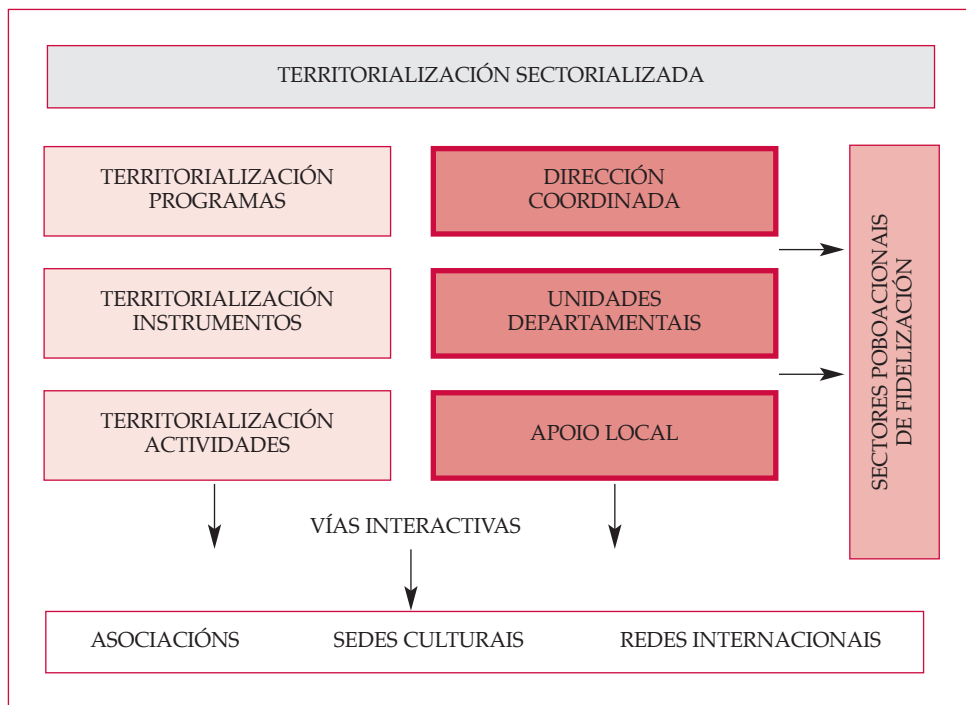 TERRITORIALIZACIÓN SECTORIALIZADA
TERRITORIALIZACIÓN
PROGRAMAS
DIRECCIÓN
COORDINADA
TERRITORIALIZACIÓN
INSTRUMENTOS
UNIDADES
DEPARTAMENTAIS
TERRITORIALIZACIÓN
ACTIVIDADES
APOIO LOCAL
SECTORES POBOACIONAIS
DE FIDELIZACIÓN
VÍAS INTERACTIVAS
ASOCIACIÓNS
SEDES CULTURAIS
REDES INTERNACIONAIS